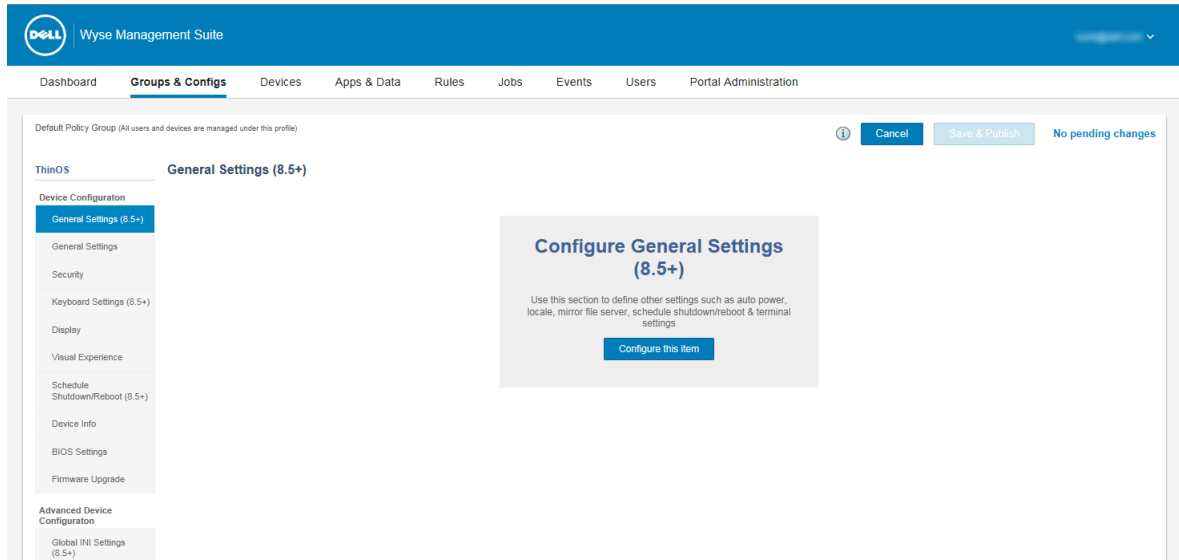 DELL
Wyse Management Suite
Dashboard Groups & Configs Devices Apps & Data Rules Jobs Events Users Portal Administration
Default Policy Group (All users and devices are managed under this profile)
i Cancel Save & Publish No pending changes
ThinOS
General Settings (8.5+)
Device Configuraton
General Settings (8.5+)
General Settings
Security
Keyboard Settings (8.5+)
Display
Visual Experience
Schedule
Shutdown/Reboot (8.5+)
Device Info
BIOS Settings
Firmware Upgrade
Advanced Device
Configuraton
Global INI Settings
(8.5+)
Configure General Settings
(8.5+)
Use this section to define other settings such as auto power,
locale, mirror file server, schedule shutdown/reboot & terminal
settings
Configure this item